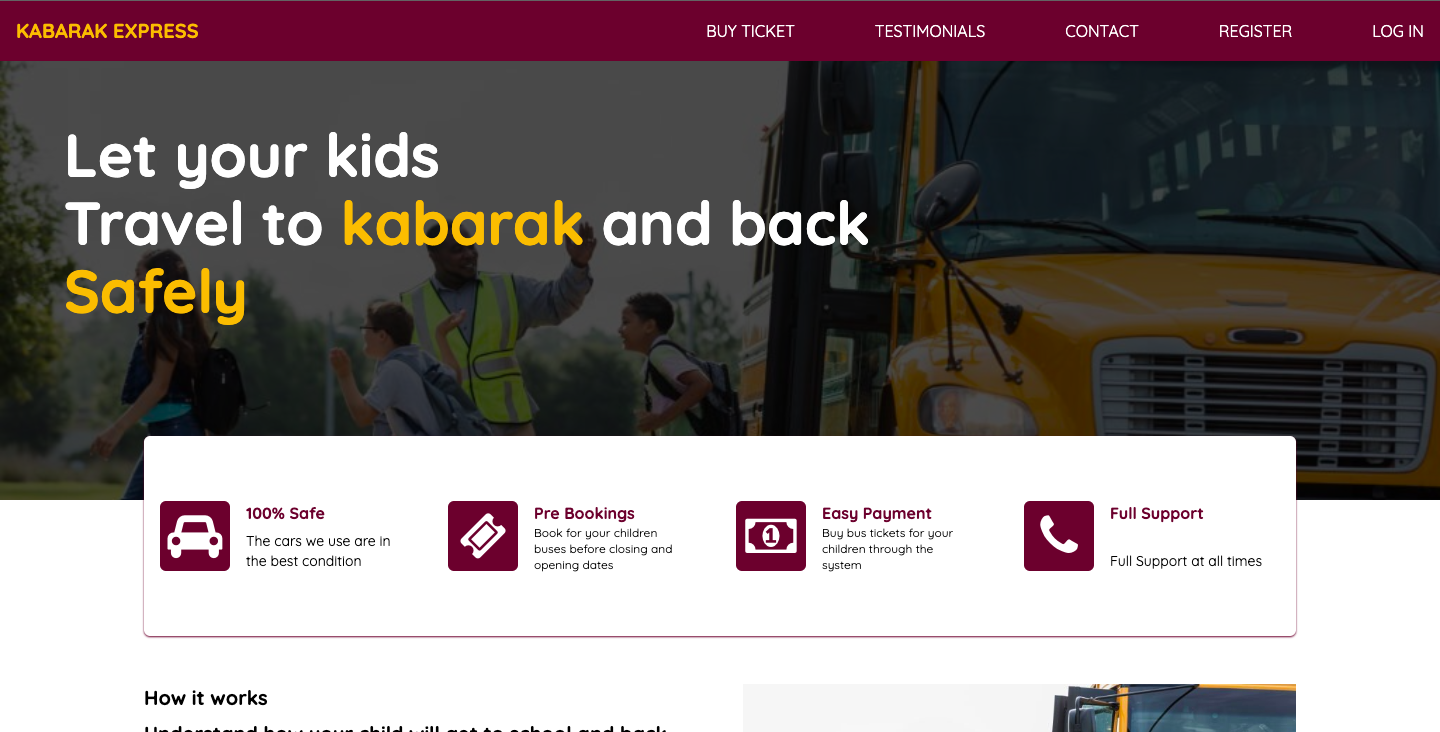 KABARAK EXPRESS
BUY TICKET
TESTIMONIALS
CONTACT
REGISTER
LOG IN
Let your kids
Travel to kabarak and back
Safely
100% Safe
The cars we use are in
the best condition
Pre Bookings
Book for your children
buses before closing and
opening dates
1
Easy Payment
Buy bus tickets for your
children through the
system
Full Support
Full Support at all times
How it works
Understand how your child will get to school and back